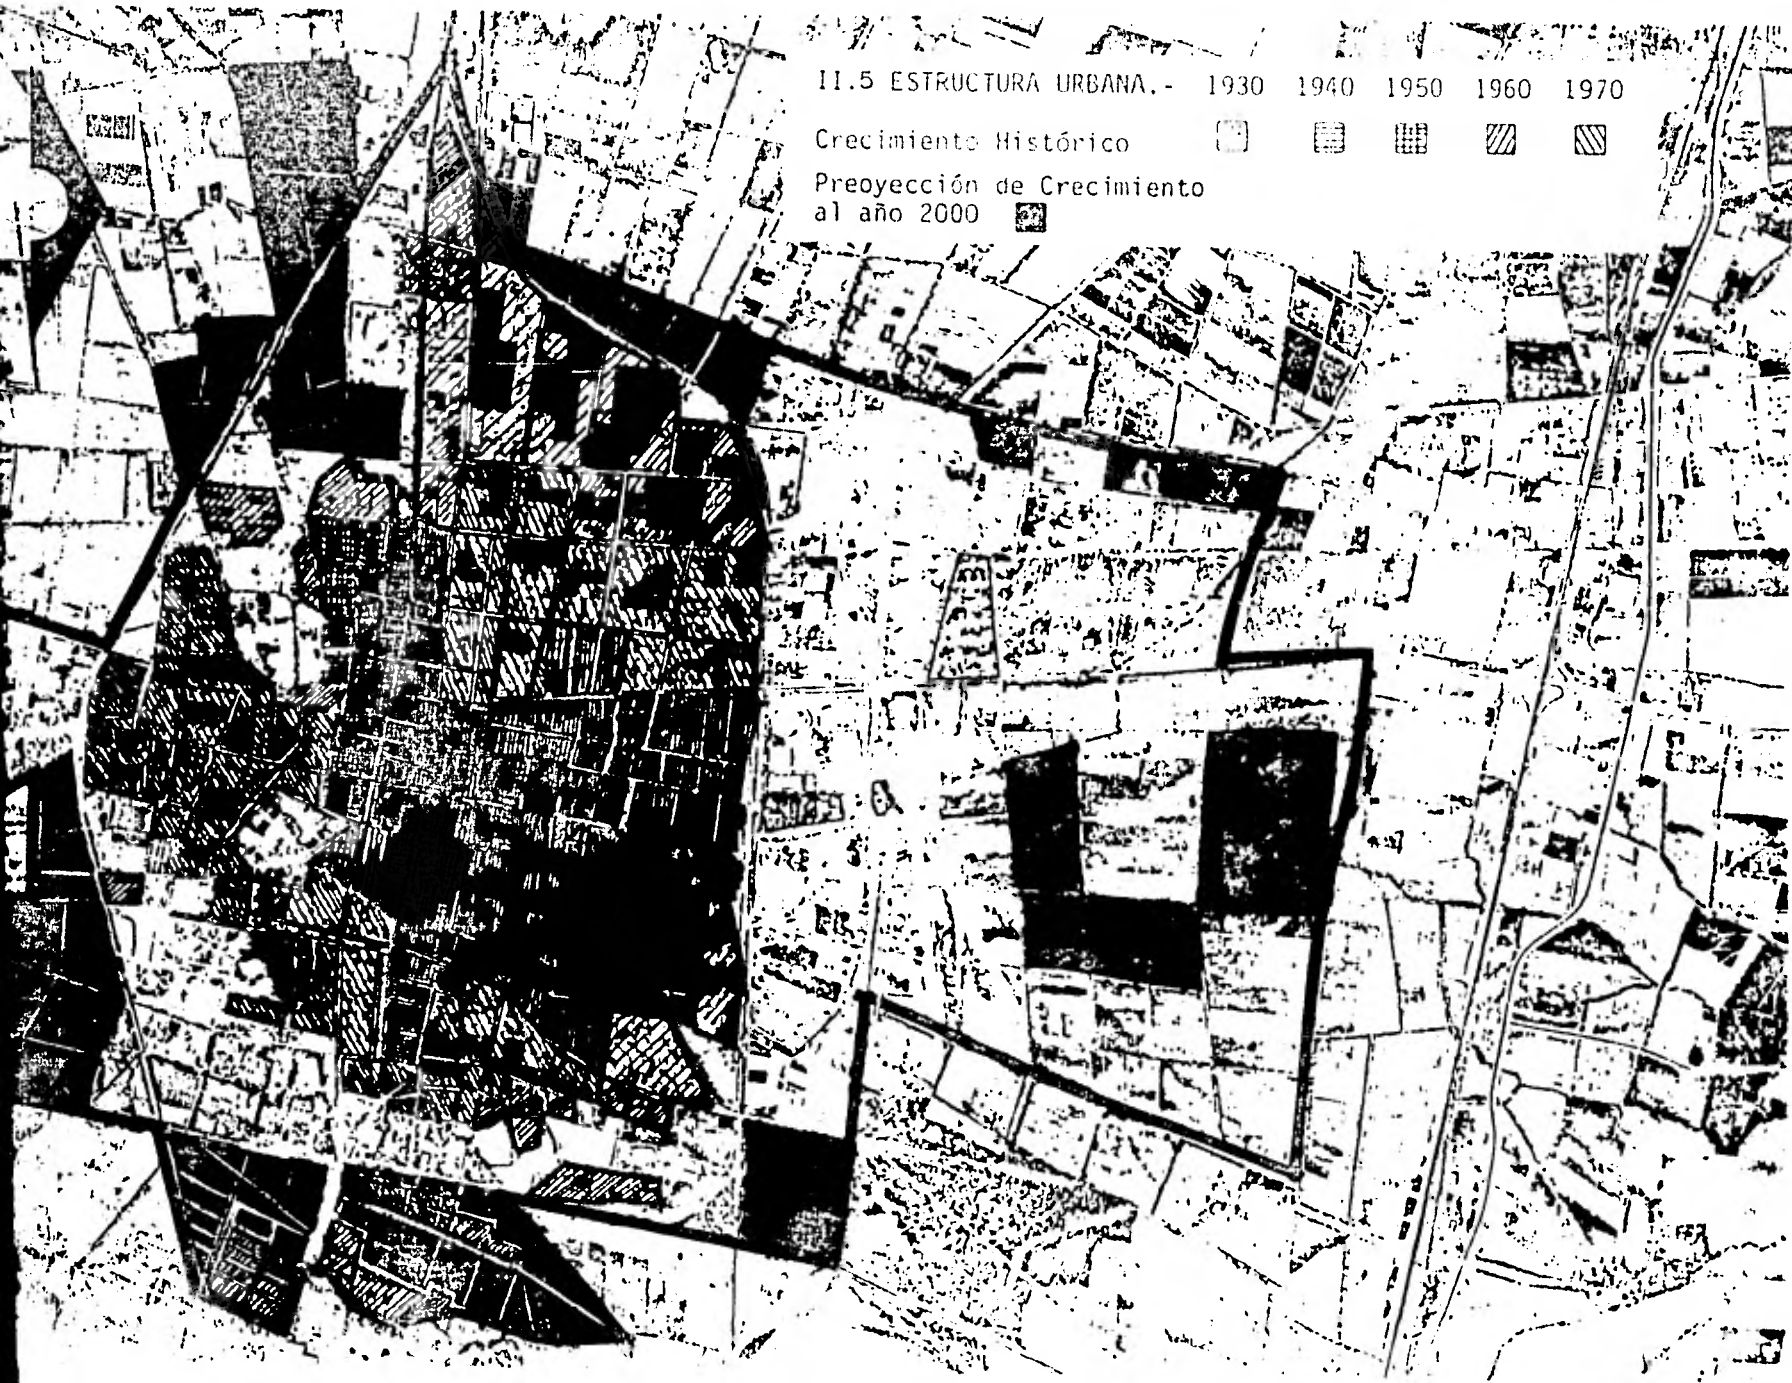 II.5 ESTRUCTURA URBANA.- 1930 1940 1950 1960 1970
Crecimiento Histórico
Preoyección de Crecimiento
al año 2000